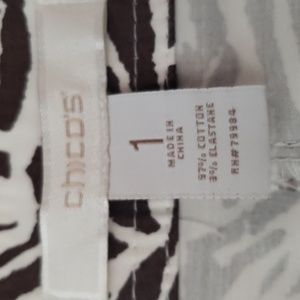 chico's
1
MADE IN
CHINA
97% COTTON
3% ELASTANE
RN#79984